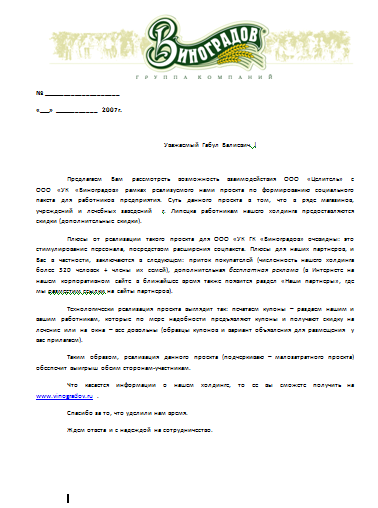 Виноградов
ГРУППА КОМПАНИЙ
№ ____________________
«___» ____________ 2007г.
Уважаемый Габул Валисович !
Предлагаем Вам рассмотреть возможность взаимодействия ООО «Целитель» с
ООО «УК «Виноградов» рамках реализуемого нами проекта по формированию социального
пакета для работников предприятия. Суть данного проекта в том, что в ряде магазинов,
учреждений и лечебных заведений г. Липецка работникам нашего холдинга предоставляются
скидки (дополнительные скидки).
Плюсы от реализации такого проекта для ООО «УК ГК «Виноградов» очевидны: это
стимулирование персонала, посредством расширения соцпакета. Плюсы для наших партнеров, и
Вас в частности, заключаются в следующем: приток покупателей (численность нашего холдинга
более 320 человек + члены их семей), дополнительная бесплатная реклама (в Интернете на
нашем корпоративном сайте в ближайшее время также появится раздел «Наши партнеры», где
мы разместим ссылки на сайты партнеров).
Технологически реализация проекта выглядит так: печатаем купоны – раздаем нашим и
вашим работникам, которые по мере надобности предъявляют купоны и получают скидку на
лечение или на окна – все довольны (образцы купонов и вариант объявления для размещения у
вас прилагаем).
Таким образом, реализация данного проекта (подчеркиваю – малозатратного проекта)
обеспечит выигрыш обеим сторонам-участникам.
Что касается информации о нашем холдинге, то ее вы сможете получить на
www.vinogradov.ru .
Спасибо за то, что уделили нам время.
Ждем ответа и с надеждой на сотрудничество.